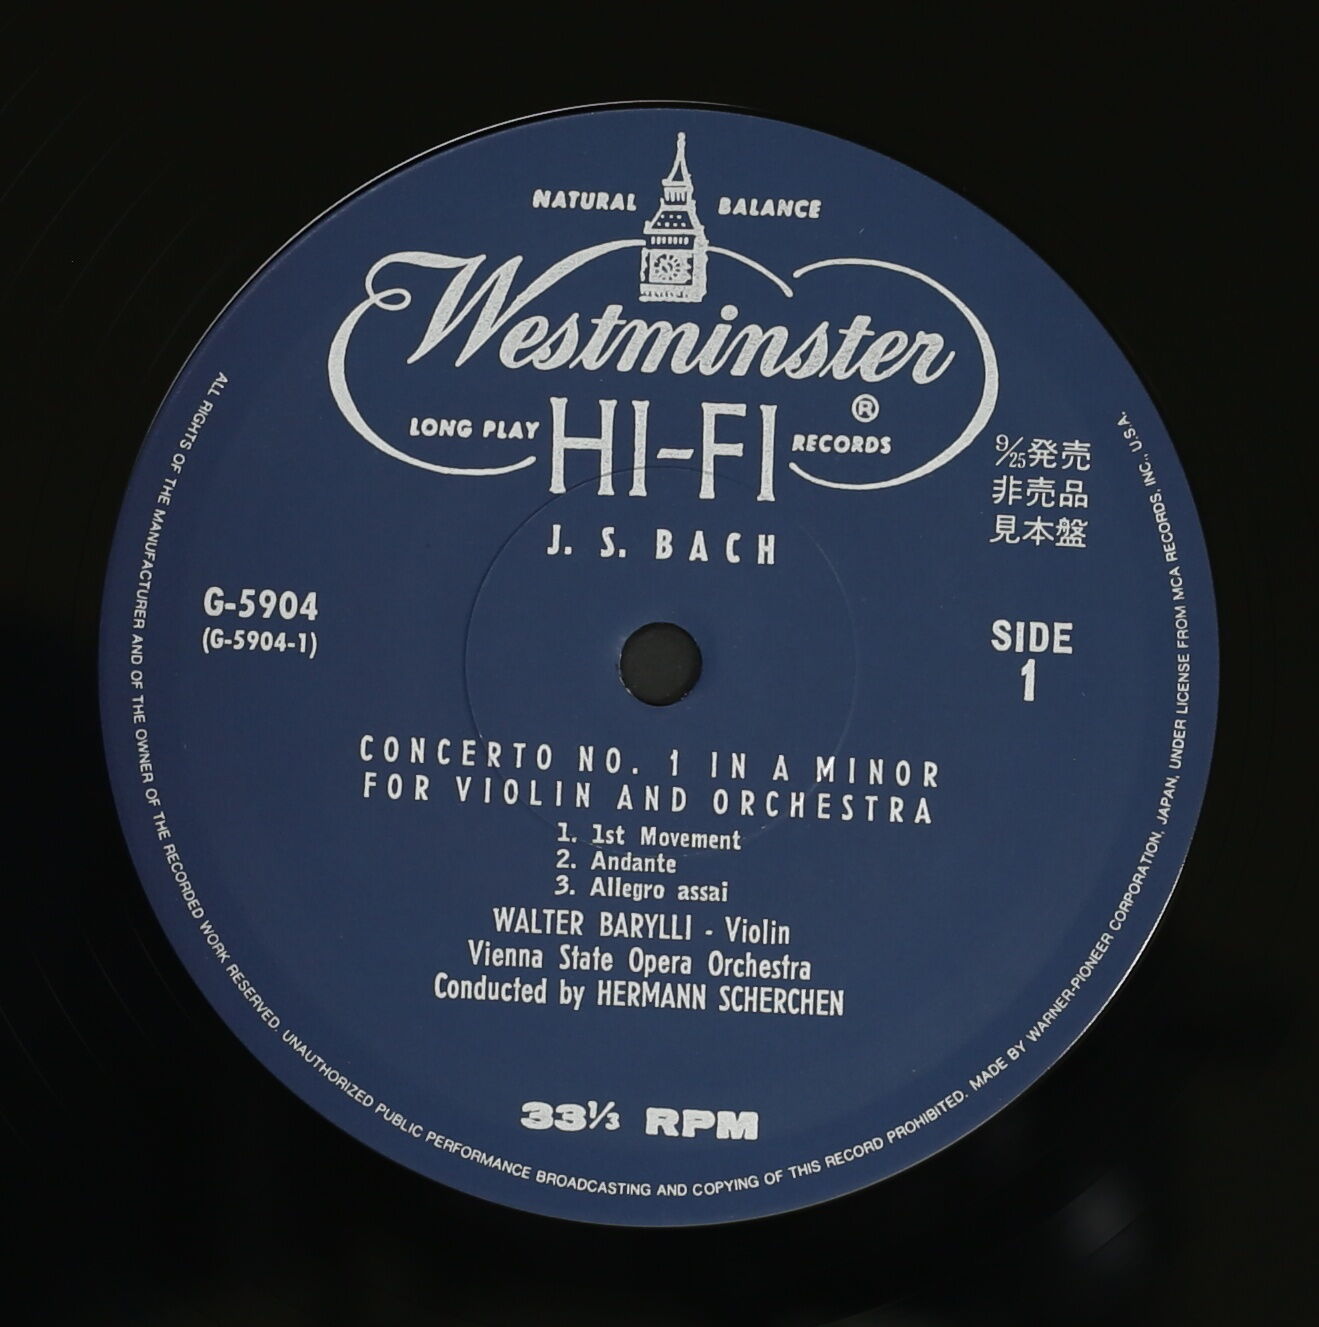 NATURAL BALANCE
Westminster
LONG PLAY HI-FI RECORDS ®
9/25発売
非売品
見本盤
J. S. BACH
G-5904
(G-5904-1)
SIDE
1
CONCERTO NO. 1 IN A MINOR
FOR VIOLIN AND ORCHESTRA
1. 1st Movement
2. Andante
3. Allegro assai
WALTER BARYLLI - Violin
Vienna State Opera Orchestra
Conducted by HERMANN SCHERCHEN
33⅓ RPM
ALL RIGHTS OF THE MANUFACTURER AND OF THE OWNER OF THE RECORDED WORK RESERVED. UNAUTHORIZED PUBLIC PERFORMANCE BROADCASTING AND COPYING OF THIS RECORD PROHIBITED. MADE BY WARNER-PIONEER CORPORATION, JAPAN, UNDER LICENSE FROM MCA RECORDS, INC., U.S.A.